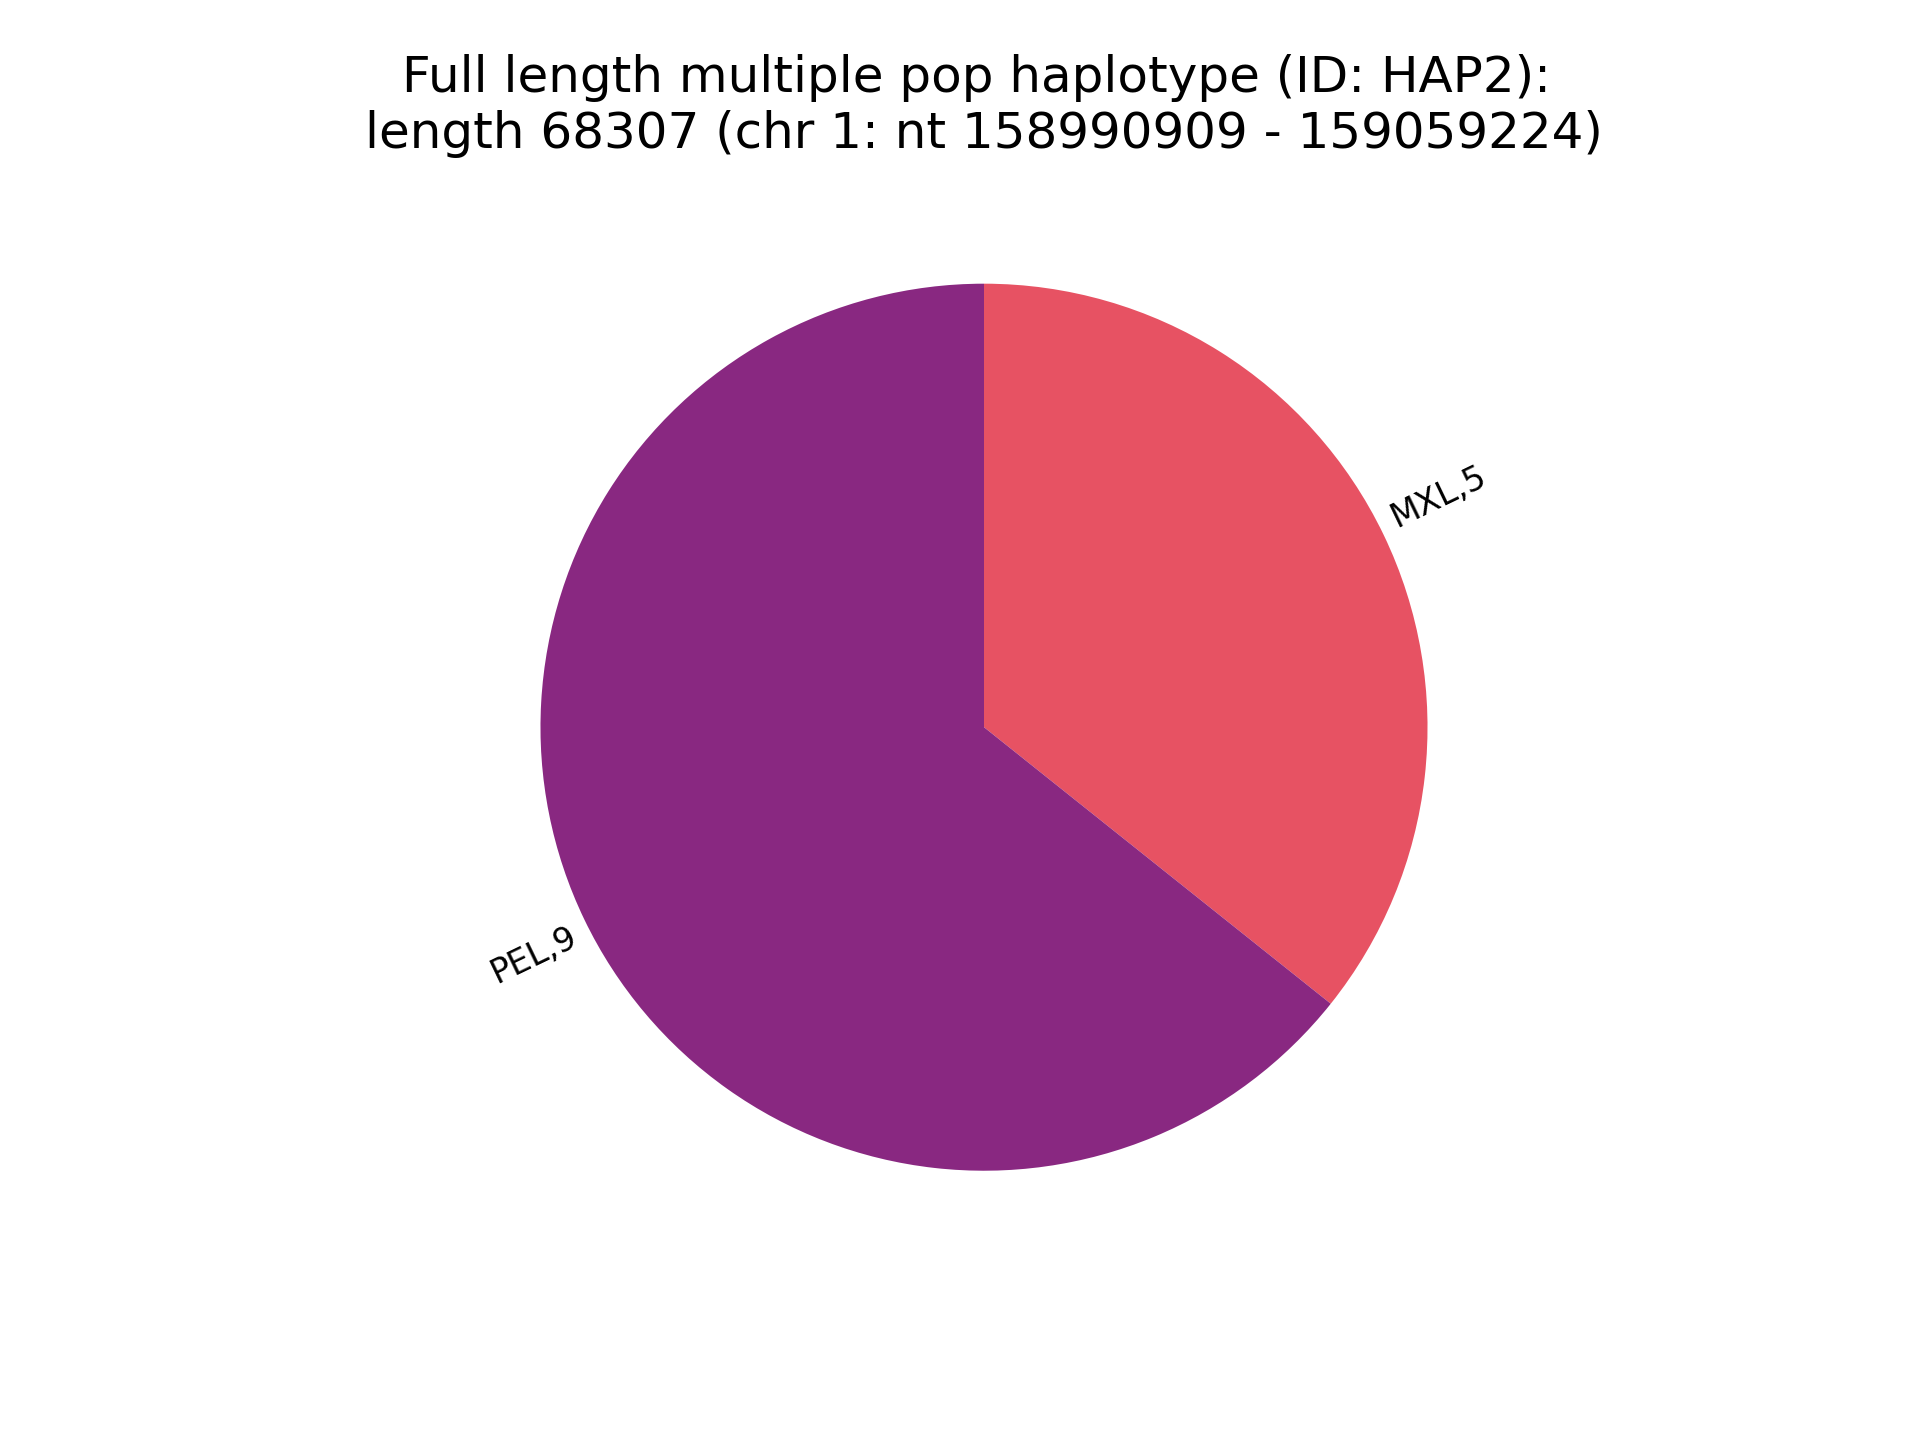 Full length multiple pop haplotype (ID: HAP2):
length 68307 (chr 1: nt 158990909 - 159059224)
MXL,5
PEL,9